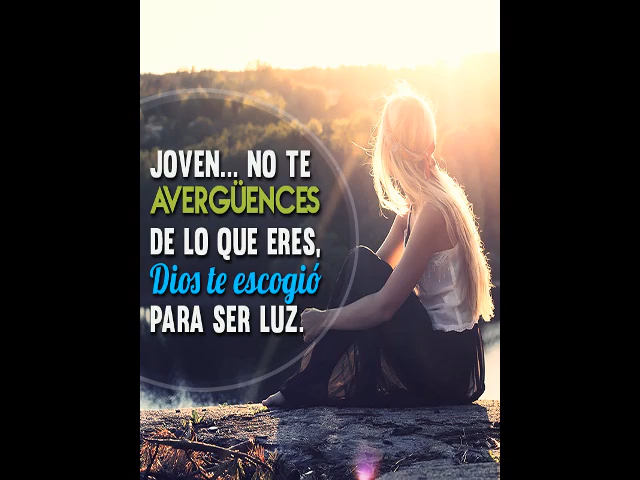 JOVEN... NO TE
AVERGÜENCES
DE LO QUE ERES,
Dios te escogió
PARA SER LUZ.